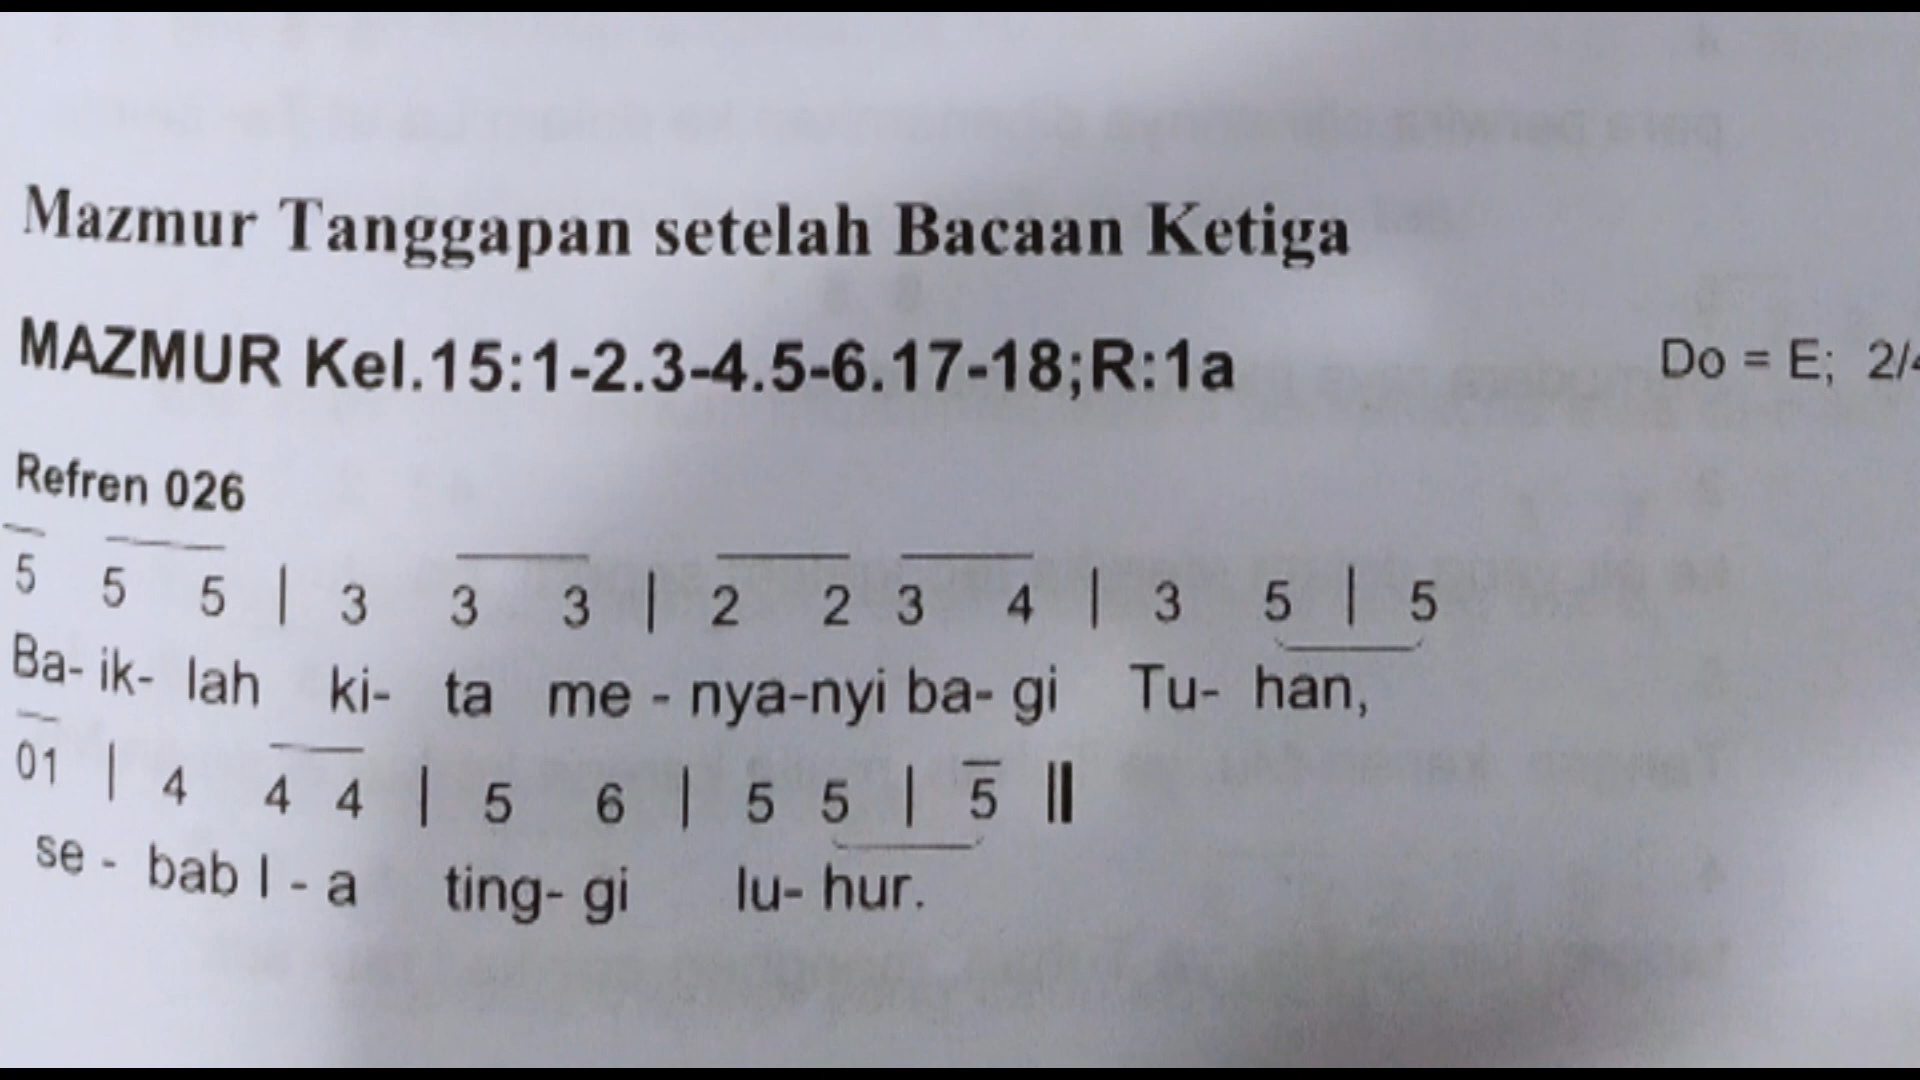 Mazmur Tanggapan setelah Bacaan Ketiga
MAZMUR Kel.15:1-2.3-4.5-6.17-18;R:1a Do = E; 2/4
Refren 026
5 5 5 | 3 3 3 | 2 2 3 4 | 3 5 | 5
Ba- ik- lah ki- ta me - nya-nyi ba- gi Tu- han,
01 | 4 4 4 | 5 6 | 5 5 | 5 ||
se - bab I - a ting- gi lu- hur.